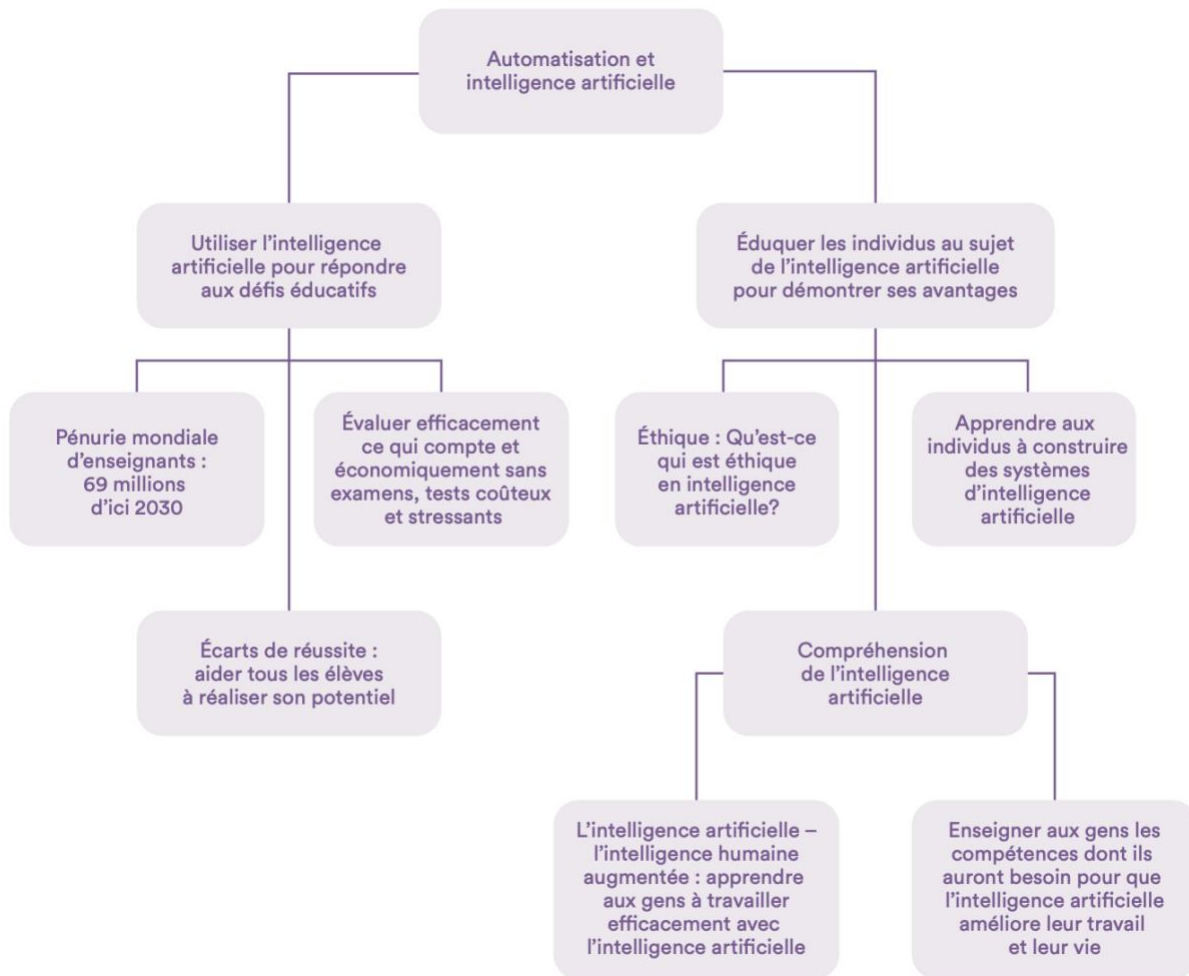 Automatisation et
intelligence artificielle
Utiliser l'intelligence
artificielle pour répondre
aux défis éducatifs
Éduquer les individus au sujet
de l'intelligence artificielle
pour démontrer ses avantages
Pénurie mondiale
d'enseignants :
69 millions
d'ici 2030
Évaluer efficacement
ce qui compte et
économiquement sans
examens, tests coûteux
et stressants
Éthique : Qu'est-ce
qui est éthique
en intelligence
artificielle?
Apprendre aux
individus à construire
des systèmes
d'intelligence
artificielle
Écarts de réussite :
aider tous les élèves
à réaliser son potentiel
Compréhension
de l'intelligence
artificielle
L'intelligence artificielle –
l'intelligence humaine
augmentée : apprendre
aux gens à travailler
efficacement avec
l'intelligence artificielle
Enseigner aux gens les
compétences dont ils
auront besoin pour que
l'intelligence artificielle
améliore leur travail
et leur vie